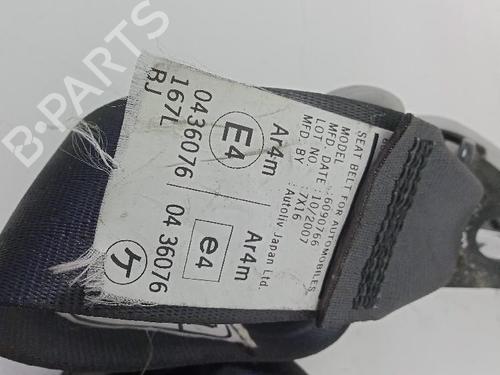 B-PARTS
SEAT BELT FOR AUTOMOBILES
MODEL : 6090766
MFD. DATE : 10/2007
LOT NO. : 7X16
MFD. BY : Autoliv Japan Ltd.
Ar4m Ar4m
E4 e4
0436076/ 04 36076
167L
BJ ケ